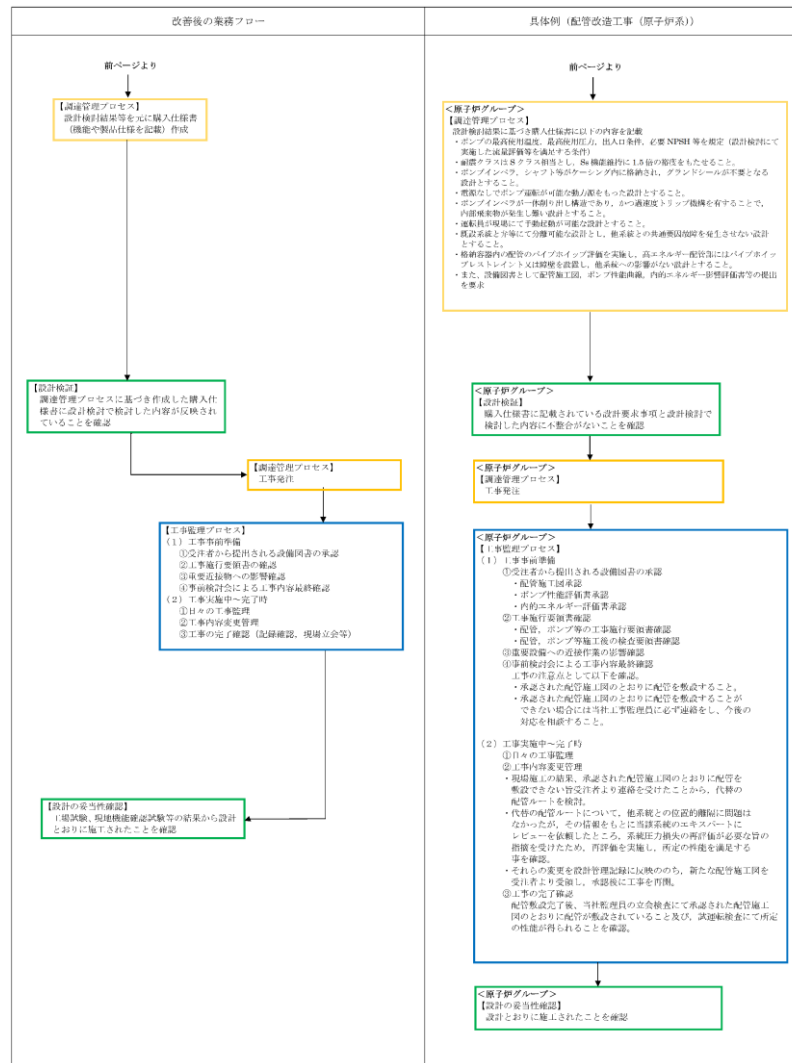 改善後の業務フロー
前ページより
【調達管理プロセス】
設計検討結果等を元に購入仕様書
（機能や製品仕様を記載）作成
【設計検証】
調達管理プロセスに基づき作成した購入仕
様書に設計検討で検討した内容が反映され
ていることを確認
【調達管理プロセス】
工事発注
【工事監理プロセス】
（１）工事事前準備
①受注者から提出される設備図書の承認
②工事施行要領書の確認
③重要近接物への影響確認
④事前検討会による工事内容最終確認
（２）工事実施中～完了時
①日々の工事監理
②工事内容変更管理
③工事の完了確認（記録確認、現場立会等）
【設計の妥当性確認】
工場試験、現地機能確認試験等の結果から設計
とおりに施工されたことを確認
具体例（配管改造工事（原子炉系））
前ページより
＜原子炉グループ＞
【調達管理プロセス】
設計検討結果に基づき購入仕様書に以下の内容を記載
・ポンプの最高使用温度、最高使用圧力、出入口条件、必要 NPSH 等を規定（設計検討にて
実施した流量評価等を満足する条件）
・耐震クラスは S クラス相当とし、Ss 機能維持に 1.5 倍の裕度をもたせること。
・ポンプインペラ、シャフト等がケーシング内に格納され、グランドシールが不要となる
設計とすること。
・電源なしでポンプ運転が可能な動力源をもった設計とすること。
・ポンプインペラが一体削り出し構造であり、かつ過速度トリップ機構を有することで、
内部飛来物が発生し難い設計とすること。
・運転員が現場にて手動起動が可能な設計とすること。
・既設系統と弁等にて分離可能な設計とし、他系統との共通要因故障を発生させない設計
とすること。
・格納容器内の配管のパイプホイップ評価を実施し、高エネルギー配管部にはパイプホイッ
プレストレイント又は障壁を設置し、他系統への影響がない設計とすること。
・また、設備図書として配管施工図、ポンプ性能曲線、内的エネルギー影響評価書等の提出
を要求
＜原子炉グループ＞
【設計検証】
購入仕様書に記載されている設計要求事項と設計検討で
検討した内容に不整合がないことを確認
＜原子炉グループ＞
【調達管理プロセス】
工事発注
＜原子炉グループ＞
【工事監理プロセス】
（１）工事事前準備
①受注者から提出される設備図書の承認
・配管施工図承認
・ポンプ性能評価書承認
・内的エネルギー評価書承認
②工事施行要領書確認
・配管、ポンプ等の工事施行要領書確認
・配管、ポンプ等施工後の検査要領書確認
③重要設備への近接作業の影響確認
④事前検討会による工事内容最終確認
工事の注意点として以下を確認。
・承認された配管施工図のとおりに配管を敷設すること。
・承認された配管施工図のとおりに配管を敷設することが
できない場合には当社工事監理員に必ず連絡をし、今後の
対応を相談すること。
（２）工事実施中～完了時
①日々の工事監理
②工事内容変更管理
・現場施工の結果、承認された配管施工図のとおりに配管を
敷設できない旨受注者より連絡を受けたことから、代替の
配管ルートを検討。
・代替の配管ルートについて、他系統との位置的離隔に問題は
なかったが、その情報をもとに当該系統のエキスパートに
レビューを依頼したところ、系統圧力損失の再評価が必要な旨の
指摘を受けたため、再評価を実施し、所定の性能を満足する
事を確認。
・それらの変更を設計管理記録に反映ののち、新たな配管施工図を
受注者より受領し、承認後に工事を再開。
③工事の完了確認
配管敷設完了後、当社監理員の立会検査にて承認された配管施工
図のとおりに配管が敷設されていること及び、試運転検査にて所定
の性能が得られることを確認。
＜原子炉グループ＞
【設計の妥当性確認】
設計とおりに施工されたことを確認